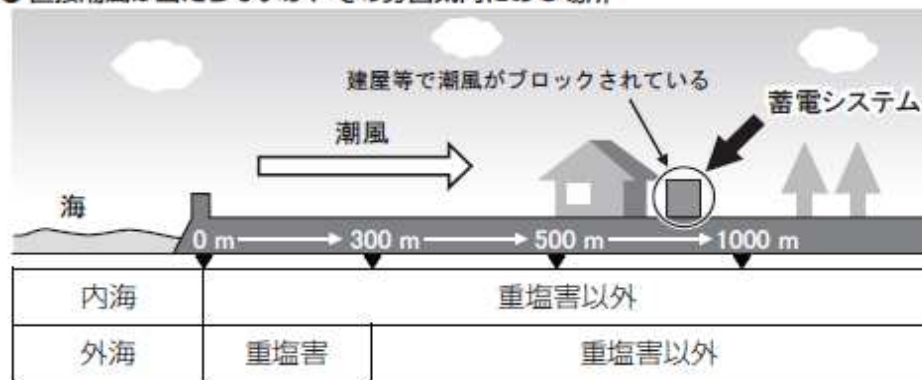 建屋等で潮風がブロックされている
蓄電システム
潮風
海
0 m 300 m 500 m 1000 m
内海 重塩害以外
外海 重塩害 重塩害以外